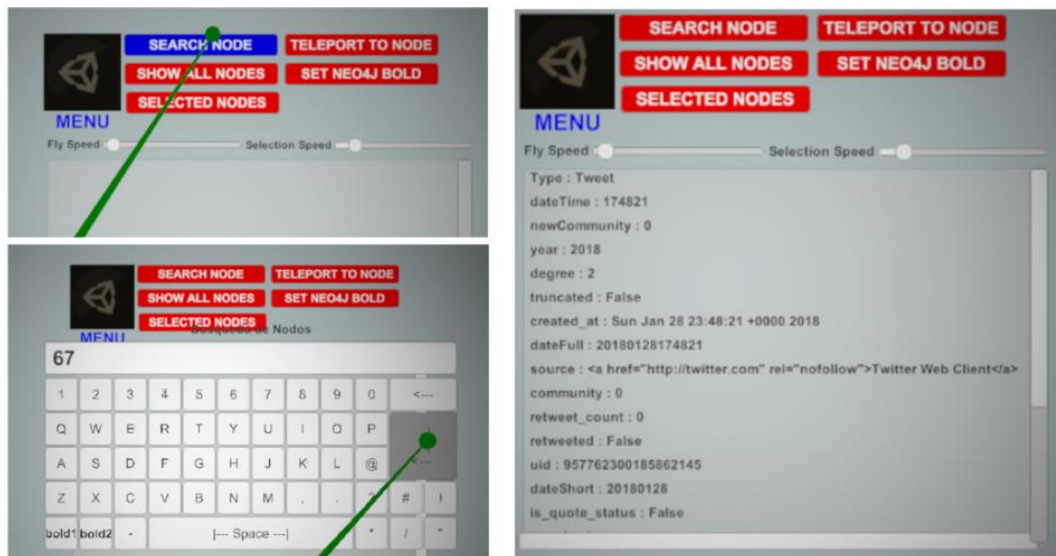 SEARCH NODE TELEPORT TO NODE
SHOW ALL NODES SET NEO4J BOLD
SELECTED NODES
MENU
Fly Speed Selection Speed
SEARCH NODE TELEPORT TO NODE
SHOW ALL NODES SET NEO4J BOLD
SELECTED NODES
MENU
Busqueda de Nodos
67
1 2 3 4 5 6 7 8 9 0 <---
Q W E R T Y U I O P
A S D F G H J K L @ <---
Z X C V B N M , . ? # !
bold1 bold2 - |--- Space ---| * / "
SEARCH NODE TELEPORT TO NODE
SHOW ALL NODES SET NEO4J BOLD
SELECTED NODES
MENU
Fly Speed Selection Speed
Type : Tweet
dateTime : 174821
newCommunity : 0
year : 2018
degree : 2
truncated : False
created_at : Sun Jan 28 23:48:21 +0000 2018
dateFull : 20180128174821
source : <a href="http://twitter.com" rel="nofollow">Twitter Web Client</a>
community : 0
retweet_count : 0
retweeted : False
uid : 957762300185862145
dateShort : 20180128
is_quote_status : False